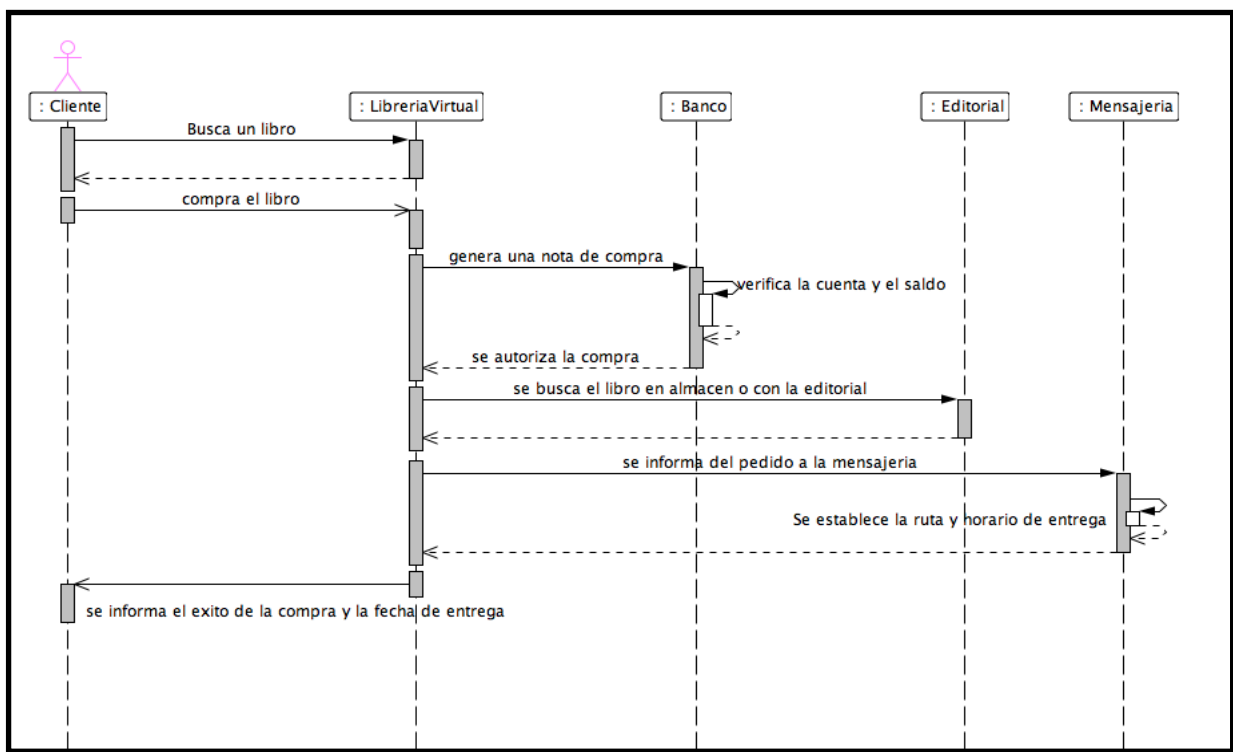 : Cliente
: LibreriaVirtual
: Banco
: Editorial
: Mensajeria
Busca un libro
compra el libro
genera una nota de compra
verifica la cuenta y el saldo
se autoriza la compra
se busca el libro en almacen o con la editorial
se informa del pedido a la mensajeria
Se establece la ruta y horario de entrega
se informa el exito de la compra y la fecha de entrega